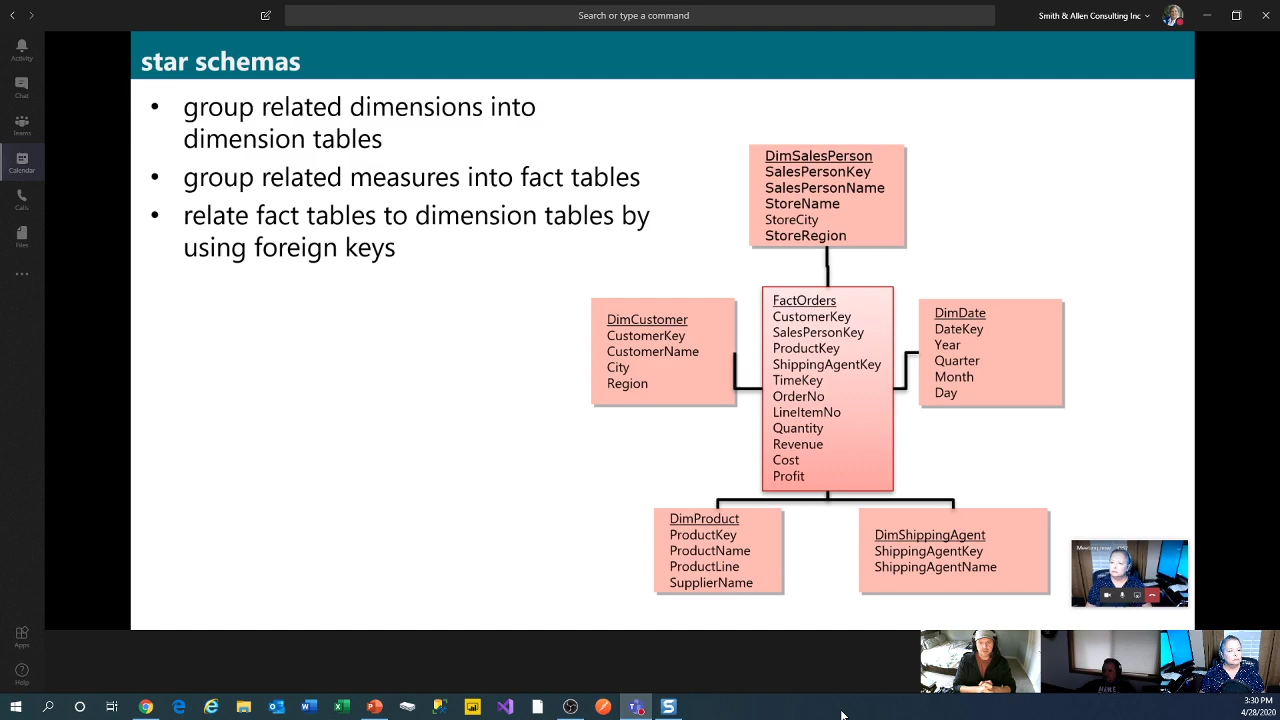 Search or type a command
Smith & Allen Consulting Inc
Activity
Chat
Teams
Calendar
Calls
Files
Apps
Help
star schemas
• group related dimensions into
dimension tables
• group related measures into fact tables
• relate fact tables to dimension tables by
using foreign keys
DimSalesPerson
SalesPersonKey
SalesPersonName
StoreName
StoreCity
StoreRegion
DimCustomer
CustomerKey
CustomerName
City
Region
FactOrders
CustomerKey
SalesPersonKey
ProductKey
ShippingAgentKey
TimeKey
OrderNo
LineItemNo
Quantity
Revenue
Cost
Profit
DimDate
DateKey
Year
Quarter
Month
Day
DimProduct
ProductKey
ProductName
ProductLine
SupplierName
DimShippingAgent
ShippingAgentKey
ShippingAgentName
3:30 PM
4/28/2020